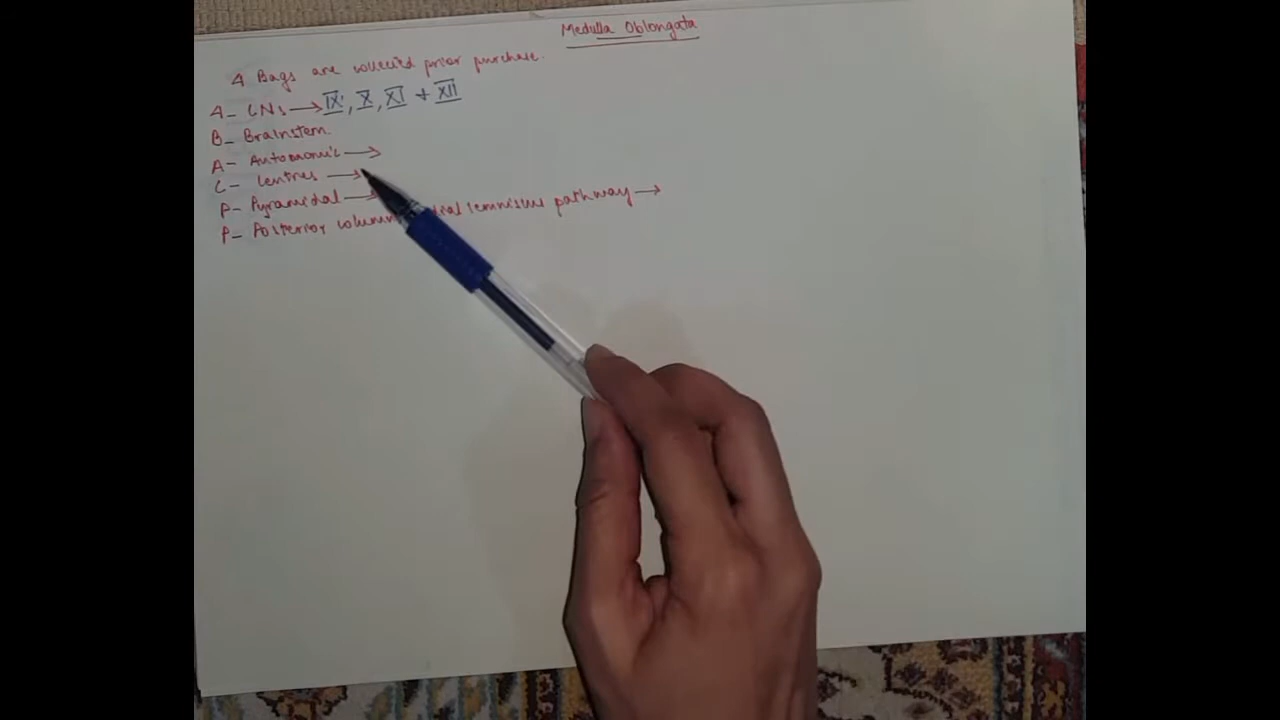 Medulla Oblongata
4 Bags are collected prior purchase.
4- CNs → IX, X, XI + XII
B- Brainstem.
A- Autonomic →
C- Centres →
P- Pyramidal →
P- Posterior column lemniscus pathway →